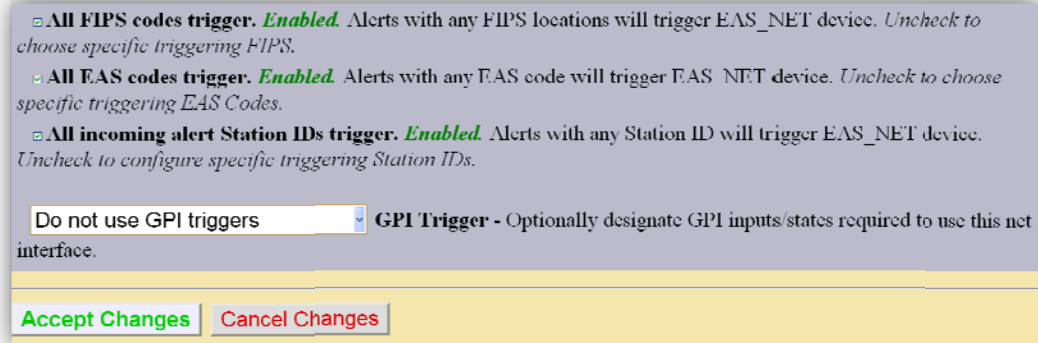 All FIPS codes trigger. Enabled. Alerts with any FIPS locations will trigger EAS_NET device. Uncheck to
choose specific triggering FIPS.
All EAS codes trigger. Enabled. Alerts with any EAS code will trigger EAS_NET device. Uncheck to choose
specific triggering EAS Codes.
All incoming alert Station IDs trigger. Enabled. Alerts with any Station ID will trigger EAS_NET device.
Uncheck to configure specific triggering Station IDs.
Do not use GPI triggers GPI Trigger - Optionally designate GPI inputs/states required to use this net
interface.
Accept Changes Cancel Changes